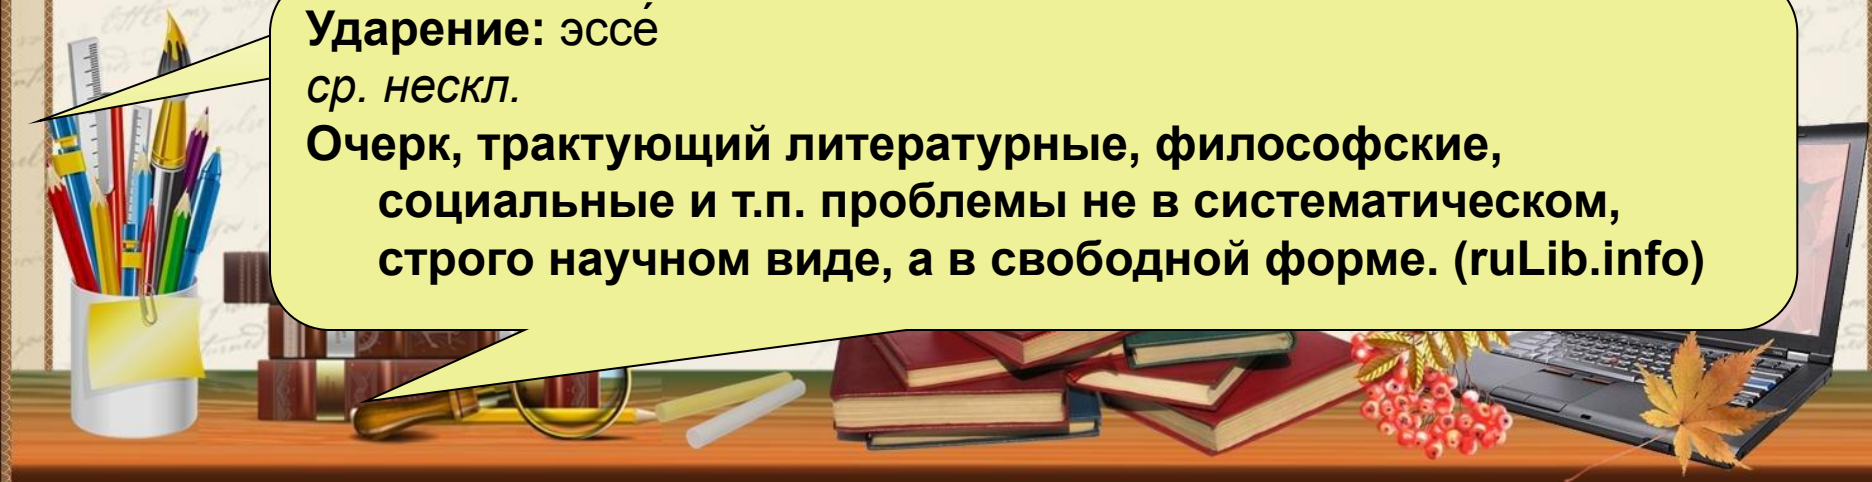 Ударение: эссе́
ср. нескл.
Очерк, трактующий литературные, философские,
социальные и т.п. проблемы не в систематическом,
строго научном виде, а в свободной форме. (ruLib.info)